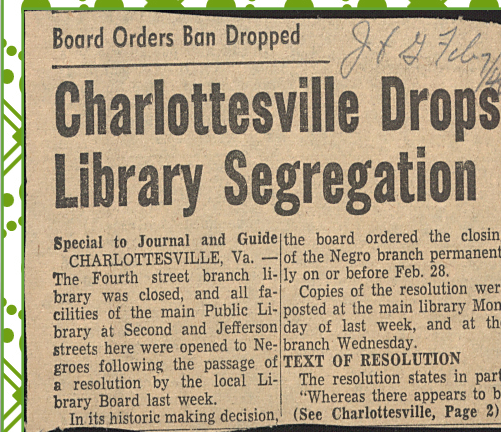 Board Orders Ban Dropped
J & G
Charlottesville Drops
Library Segregation
Special to Journal and Guide
CHARLOTTESVILLE, Va. —
The Fourth street branch li-
brary was closed, and all fa-
cilities of the main Public Li-
brary at Second and Jefferson
streets here were opened to Ne-
groes following the passage of
a resolution by the local Li-
brary Board last week.
In its historic making decision,
the board ordered the closin
of the Negro branch permanent
ly on or before Feb. 28.
Copies of the resolution wer
posted at the main library Mon
day of last week, and at th
branch Wednesday.
TEXT OF RESOLUTION
The resolution states in part
"Whereas there appears to b
(See Charlottesville, Page 2)